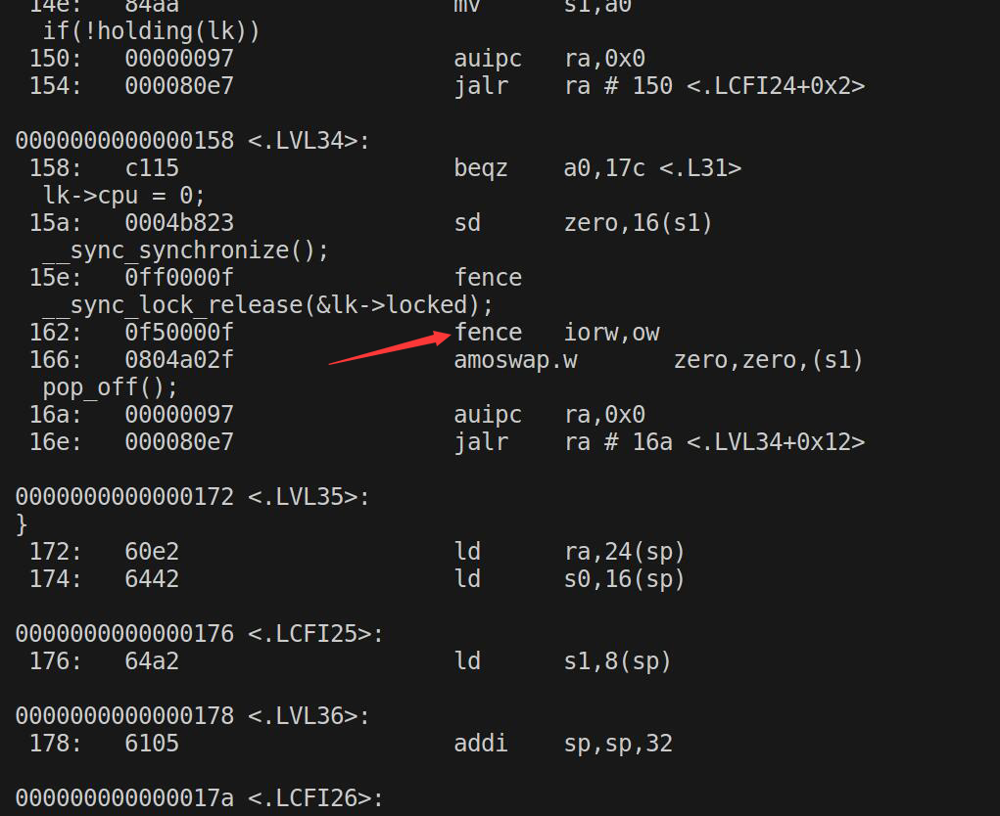 14e: 84aa mv s1,a0
if(!holding(lk))
150: 00000097 auipc ra,0x0
154: 000080e7 jalr ra # 150 <.LCFI24+0x2>
0000000000000158 <.LVL34>:
158: c115 beqz a0,17c <.L31>
lk->cpu = 0;
15a: 0004b823 sd zero,16(s1)
__sync_synchronize();
15e: 0ff0000f fence
__sync_lock_release(&lk->locked);
162: 0f50000f fence iorw,ow
166: 0804a02f amoswap.w zero,zero,(s1)
pop_off();
16a: 00000097 auipc ra,0x0
16e: 000080e7 jalr ra # 16a <.LVL34+0x12>
0000000000000172 <.LVL35>:
}
172: 60e2 ld ra,24(sp)
174: 6442 ld s0,16(sp)
0000000000000176 <.LCFI25>:
176: 64a2 ld s1,8(sp)
0000000000000178 <.LVL36>:
178: 6105 addi sp,sp,32
000000000000017a <.LCFI26>: